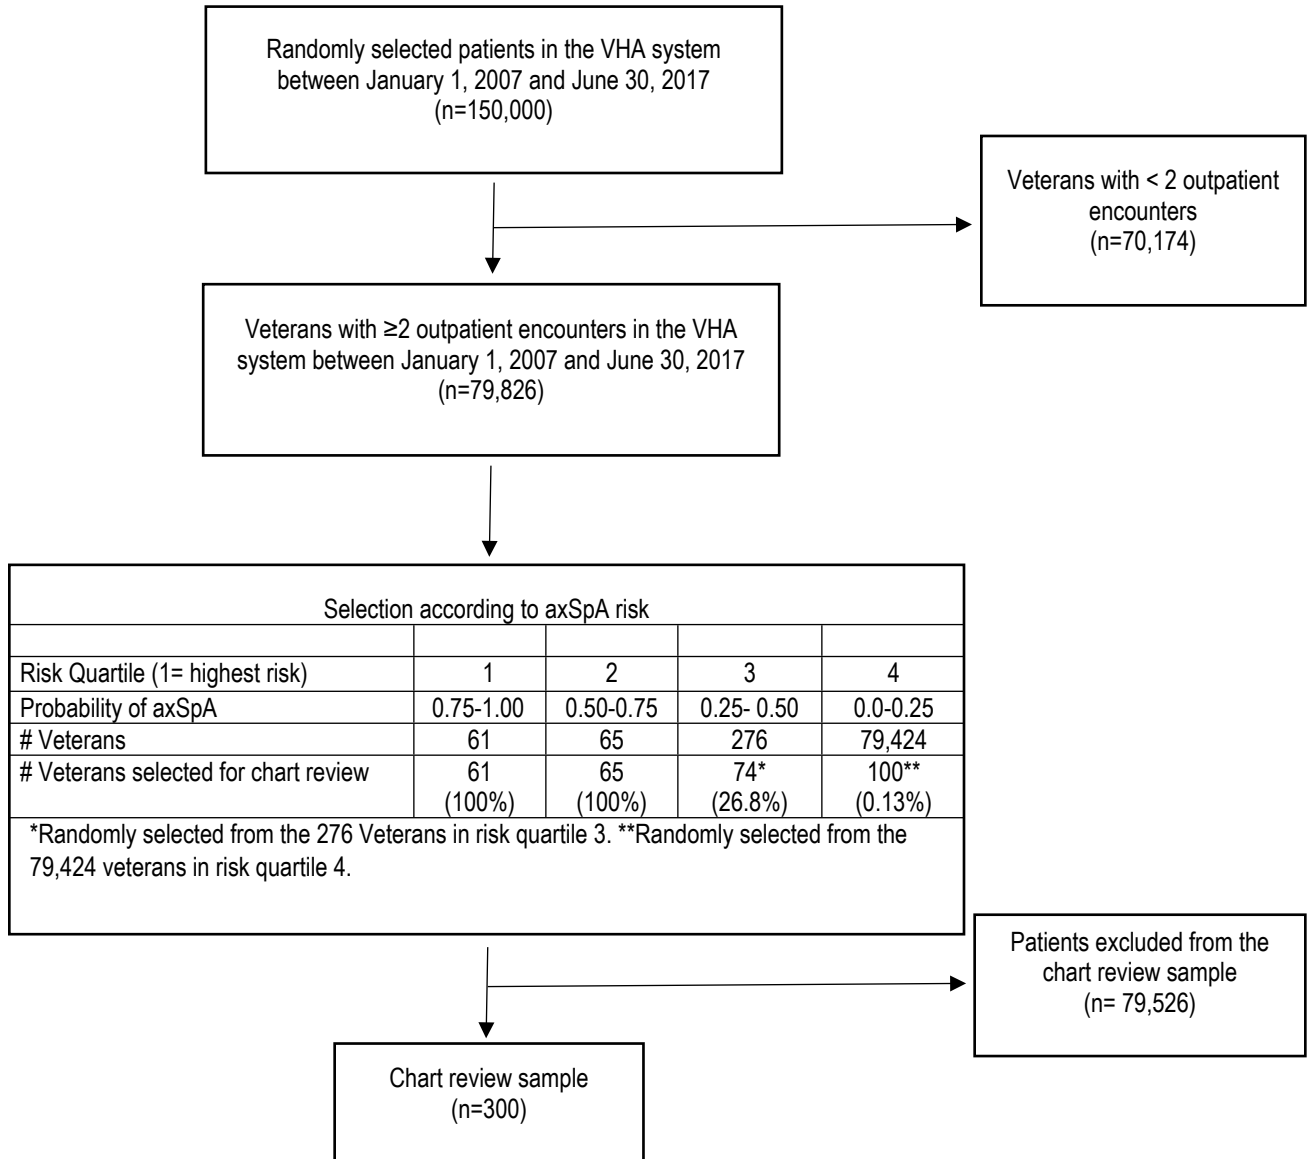 Randomly selected patients in the VHA system
between January 1, 2007 and June 30, 2017
(n=150,000)
Veterans with < 2 outpatient
encounters
(n=70,174)
Veterans with ≥2 outpatient encounters in the VHA
system between January 1, 2007 and June 30, 2017
(n=79,826)
Selection according to axSpA risk
Risk Quartile (1= highest risk) 1 2 3 4
Probability of axSpA 0.75-1.00 0.50-0.75 0.25- 0.50 0.0-0.25
# Veterans 61 65 276 79,424
# Veterans selected for chart review 61 65 74* 100**
(100%) (100%) (26.8%) (0.13%)
*Randomly selected from the 276 Veterans in risk quartile 3. **Randomly selected from the
79,424 veterans in risk quartile 4.
Patients excluded from the
chart review sample
(n= 79,526)
Chart review sample
(n=300)